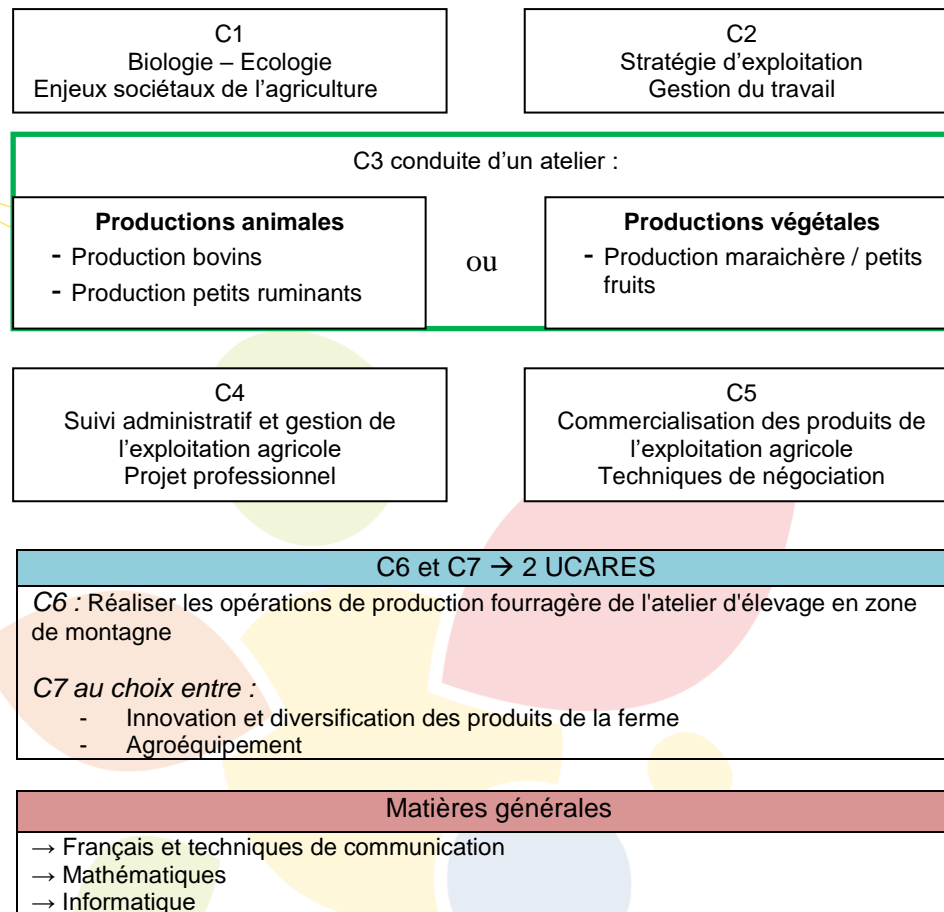 C1
Biologie – Ecologie
Enjeux sociétaux de l'agriculture
C2
Stratégie d'exploitation
Gestion du travail
C3 conduite d'un atelier :
Productions animales
- Production bovins
- Production petits ruminants
ou
Productions végétales
- Production maraichère / petits
fruits
C4
Suivi administratif et gestion de
l'exploitation agricole
Projet professionnel
C5
Commercialisation des produits de
l'exploitation agricole
Techniques de négociation
C6 et C7 → 2 UCARES
C6 : Réaliser les opérations de production fourragère de l'atelier d'élevage en zone
de montagne
C7 au choix entre :
- Innovation et diversification des produits de la ferme
- Agroéquipement
Matières générales
→ Français et techniques de communication
→ Mathématiques
→ Informatique